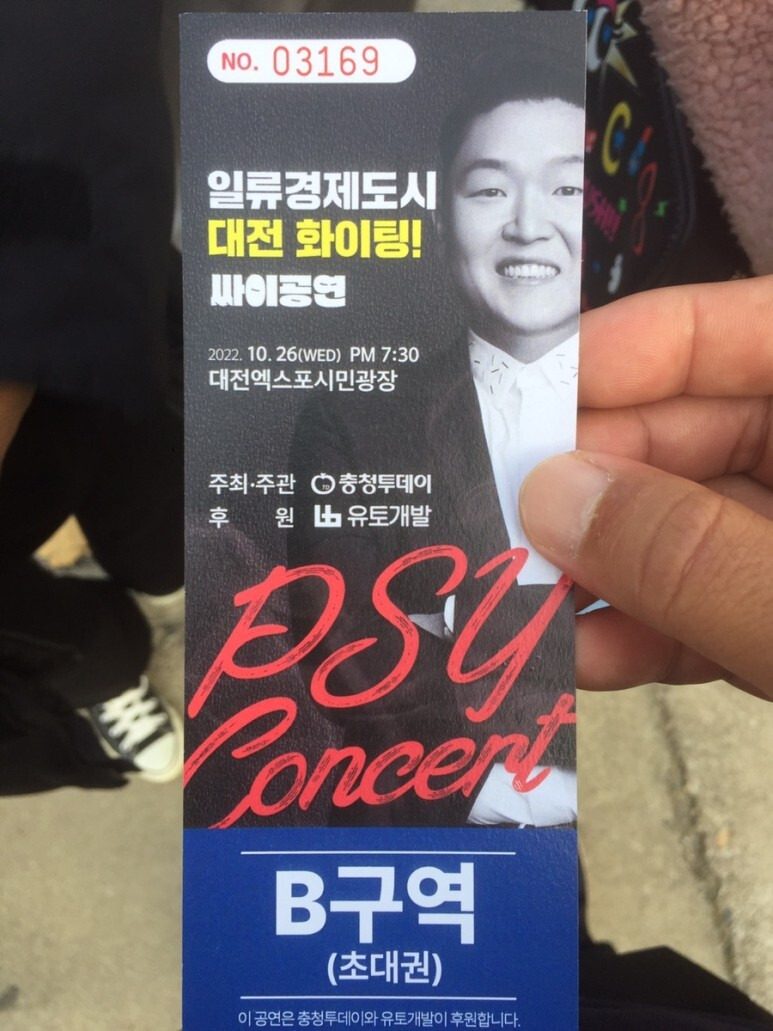 NO. 03169
일류경제도시
대전 화이팅!
싸이공연
2022. 10. 26(WED) PM 7:30
대전엑스포시민광장
주최·주관 TD 충청투데이
후 원 유토개발
PSY
Concert
B구역
(초대권)
이 공연은 충청투데이와 유토개발이 후원합니다.